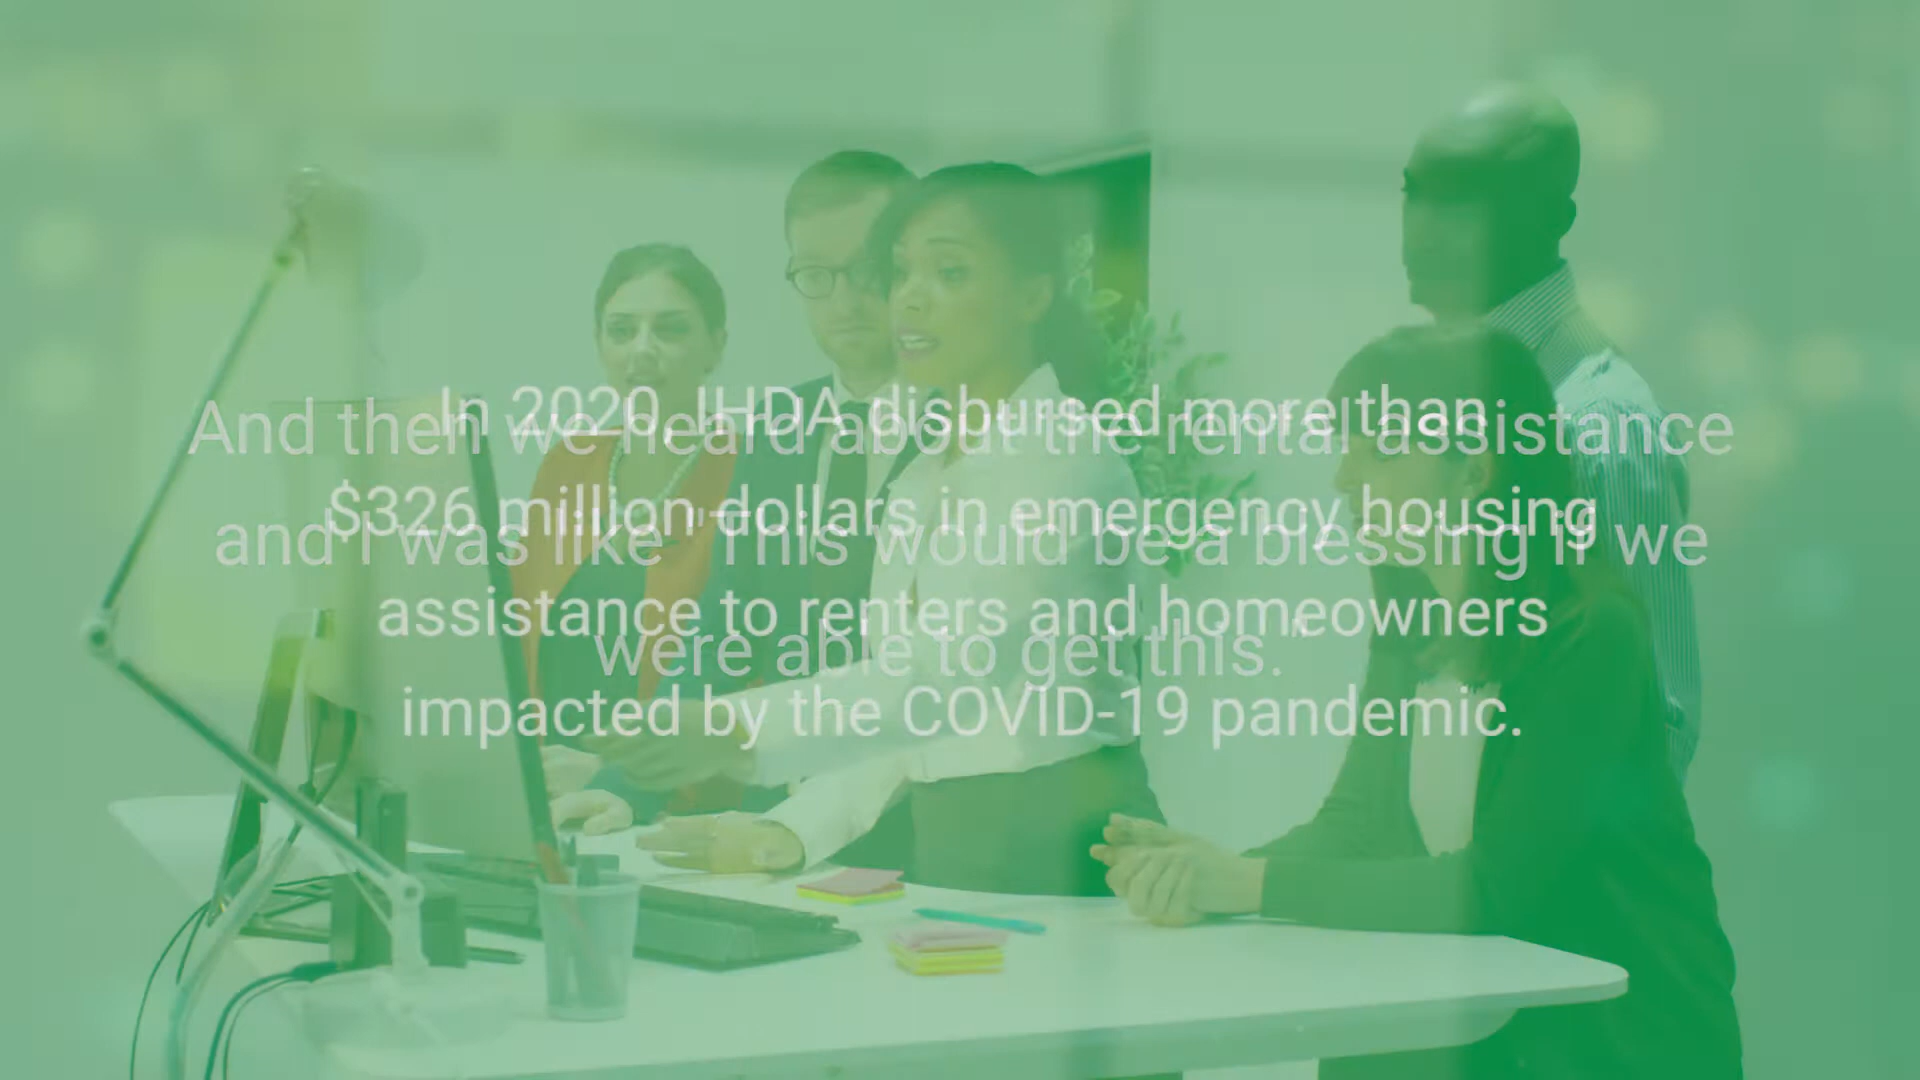 In 2020, IHDA disbursed more than
$326 million dollars in emergency housing
assistance to renters and homeowners
impacted by the COVID-19 pandemic.
And then we heard about the rental assistance
and I was like "This would be a blessing if we
were able to get this."